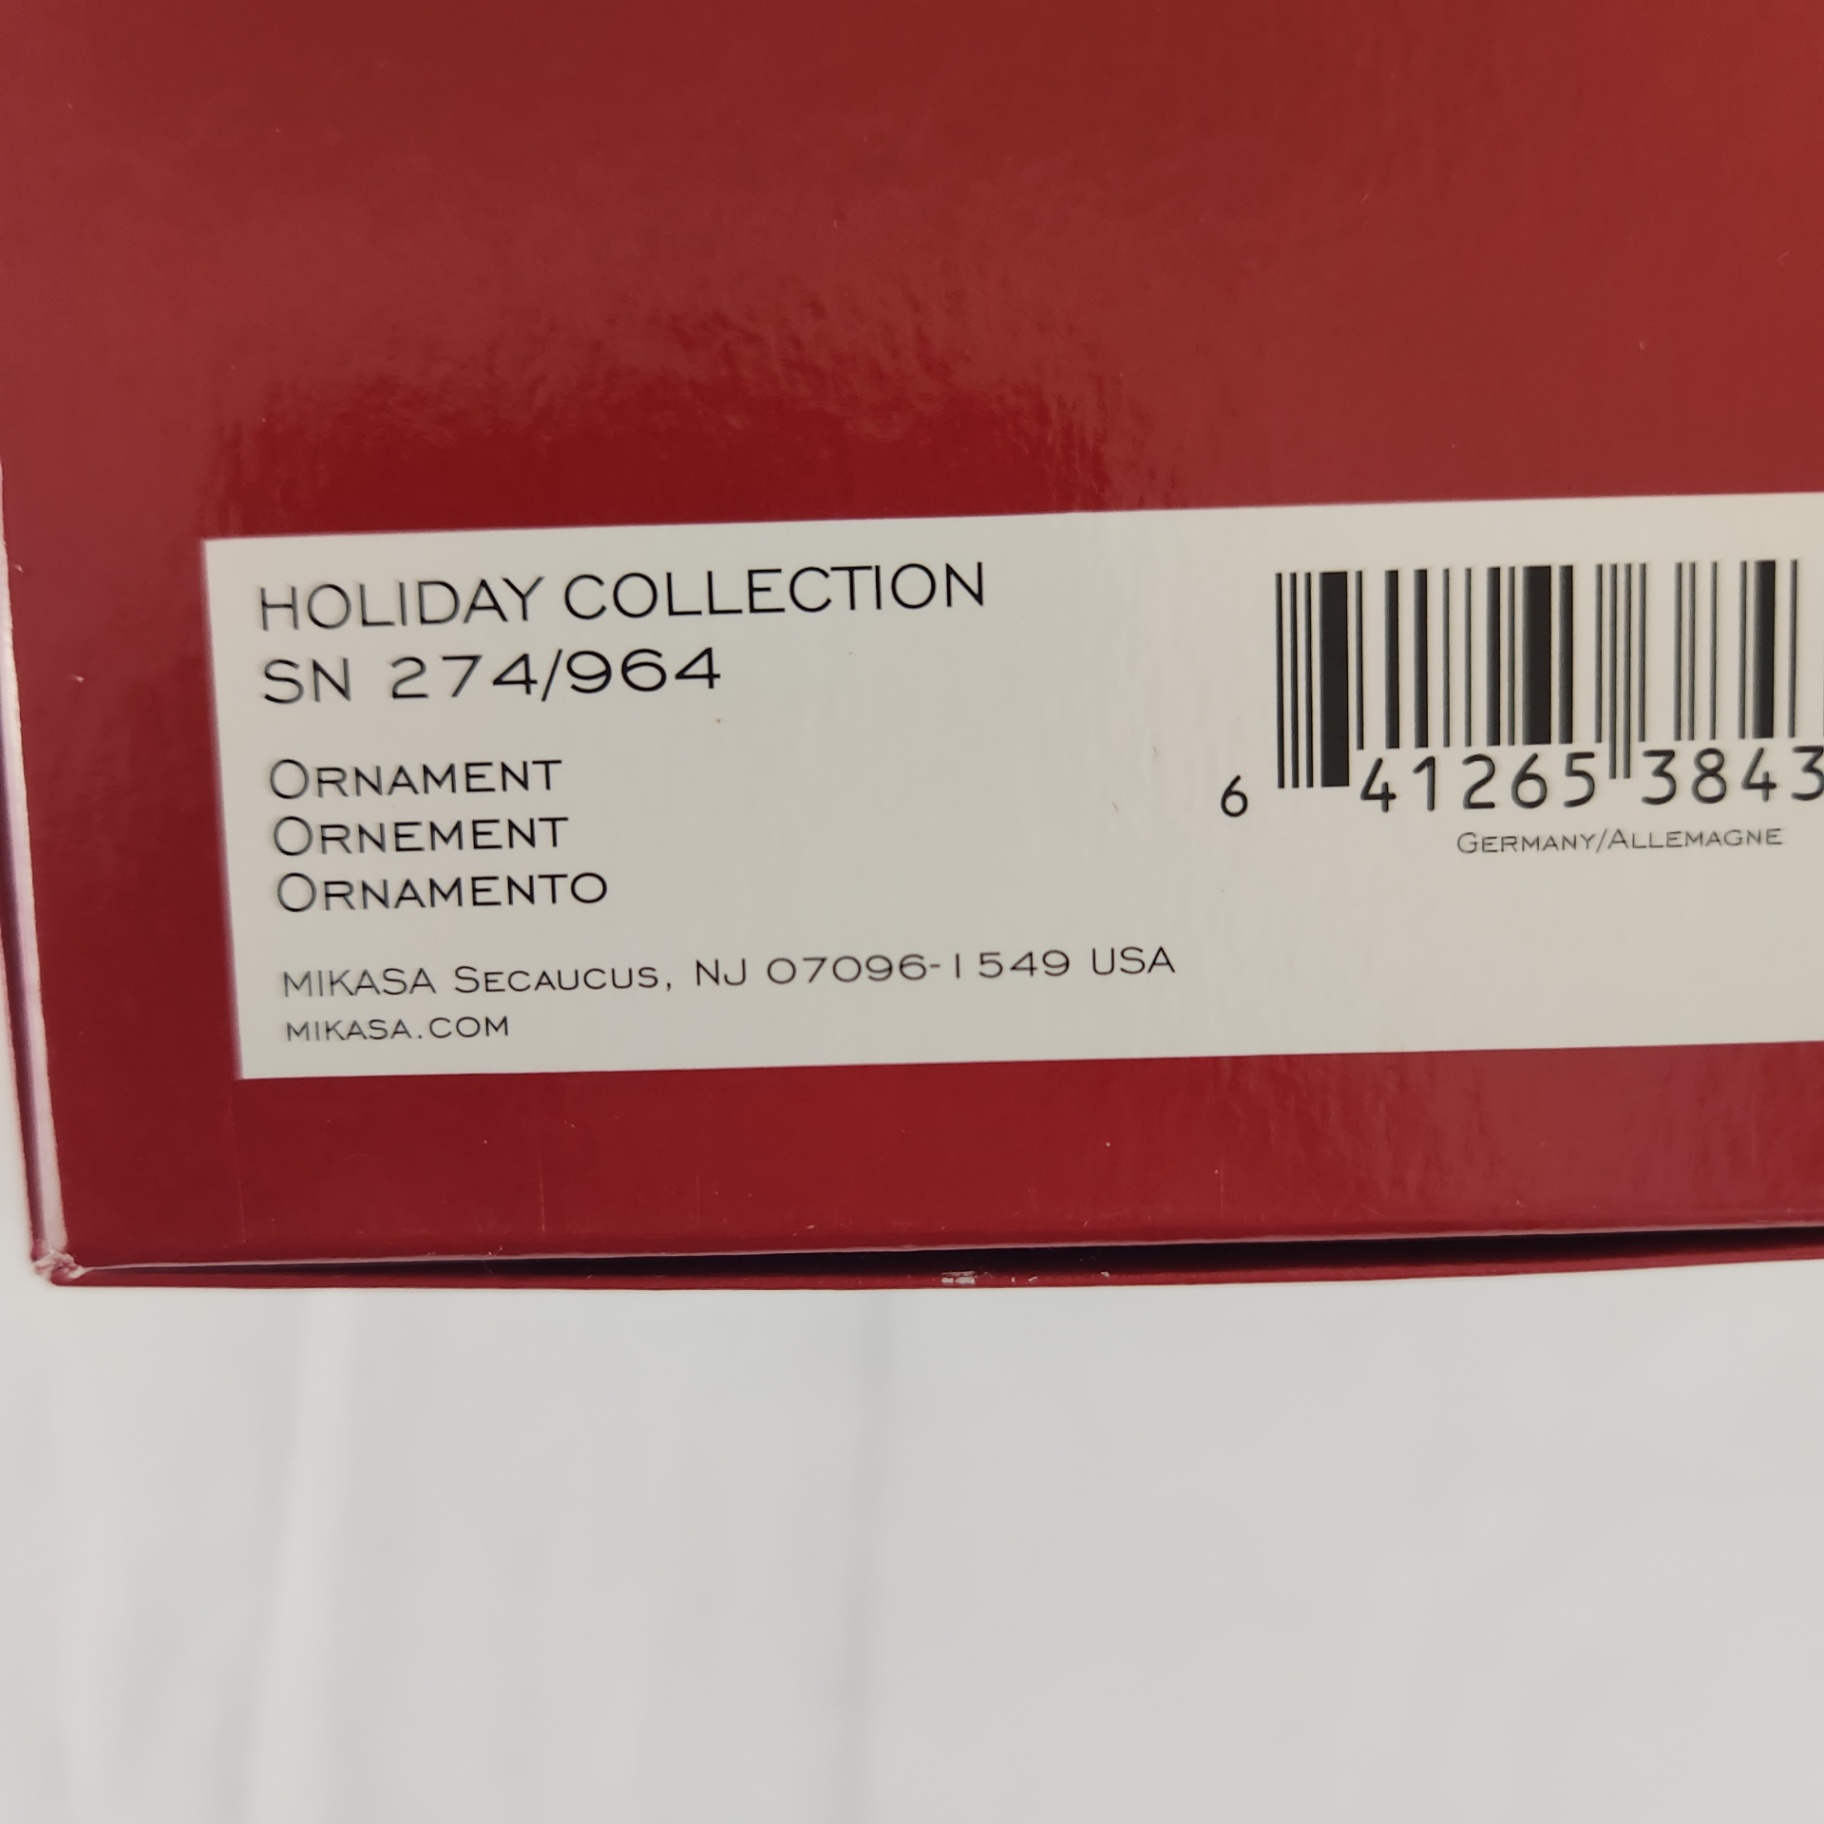 HOLIDAY COLLECTION
SN 274/964
ORNAMENT
ORNEMENT
ORNAMENTO
MIKASA SECAUCUS, NJ 07096-1549 USA
MIKASA.COM
6 41265 3843
GERMANY/ALLEMAGNE